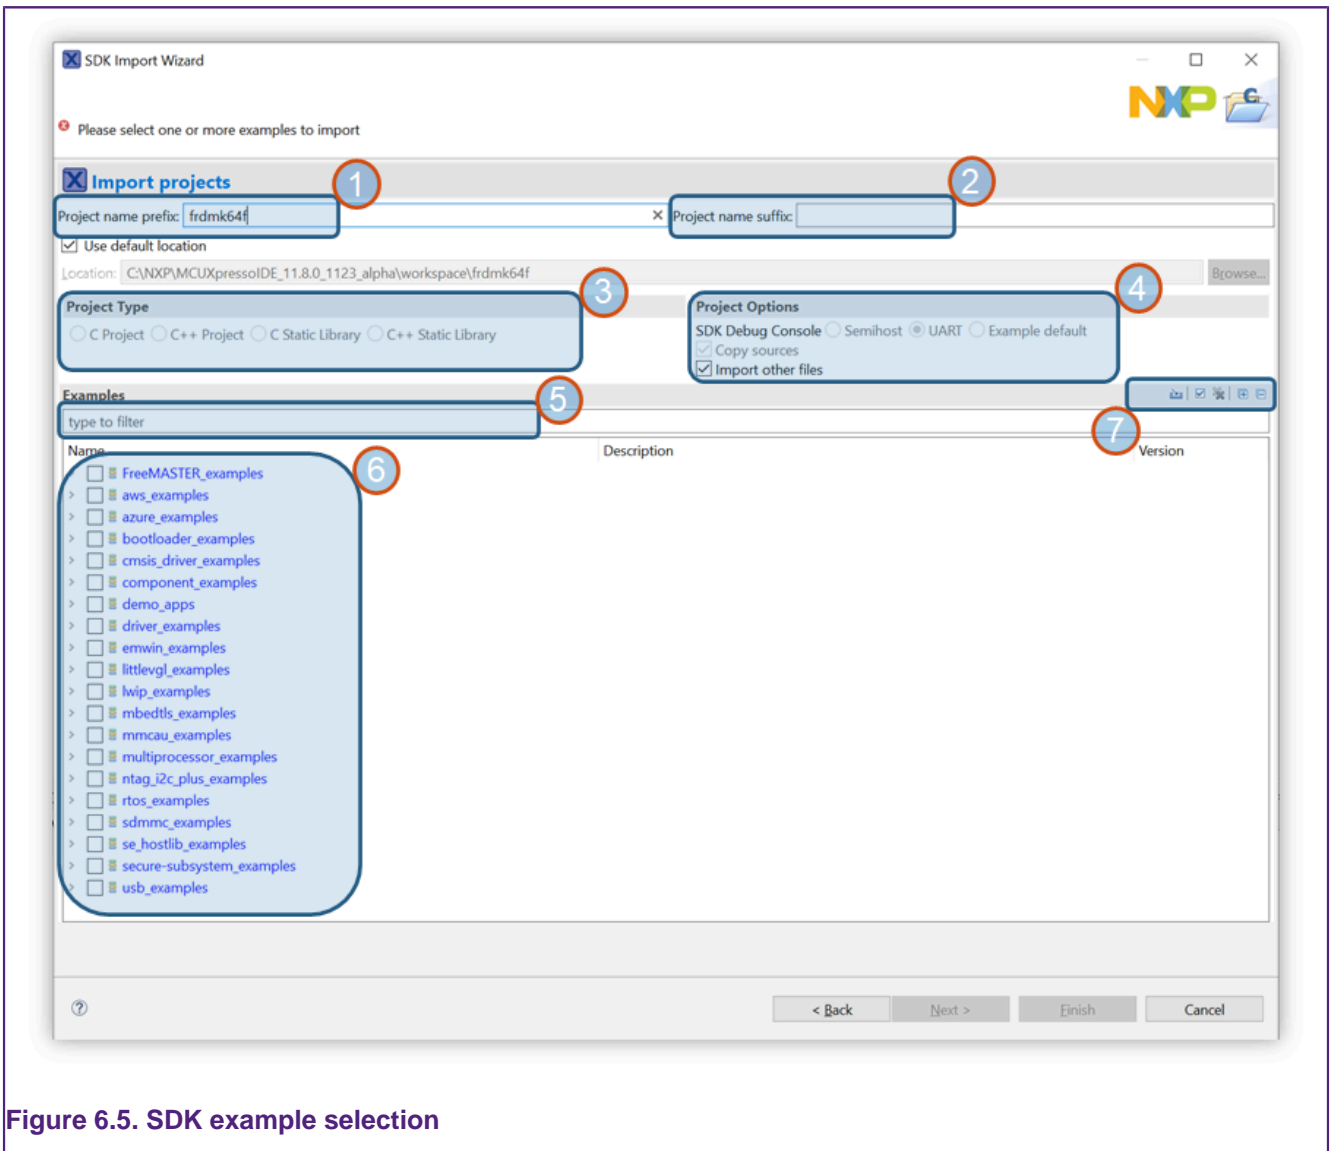 SDK Import Wizard
NXP
C
Please select one or more examples to import
Import projects
1
2
Project name prefix: frdmk64f
Project name suffix:
Use default location
Location: C:\NXP\MCUXpressoIDE_11.8.0_1123_alpha\workspace\frdmk64f
Browse...
3
4
Project Type
Project Options
C Project C++ Project C Static Library C++ Static Library
SDK Debug Console Semihost UART Example default
Copy sources
Import other files
Examples
5
type to filter
7
Name Description Version
6
FreeMASTER_examples
aws_examples
azure_examples
bootloader_examples
cmsis_driver_examples
component_examples
demo_apps
driver_examples
emwin_examples
littlevgl_examples
lwip_examples
mbedtls_examples
mmcau_examples
multiprocessor_examples
ntag_i2c_plus_examples
rtos_examples
sdmmc_examples
se_hostlib_examples
secure-subsystem_examples
usb_examples
< Back Next > Finish Cancel
Figure 6.5. SDK example selection